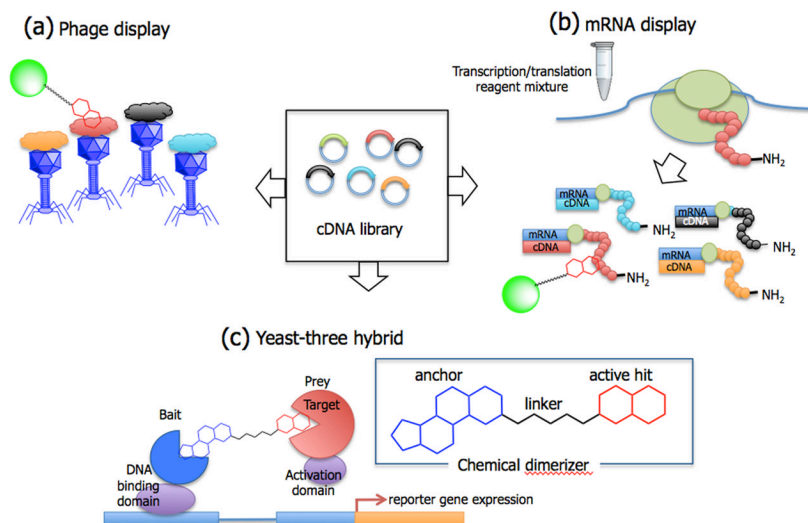 (a) Phage display
(b) mRNA display
Transcription/translation
reagent mixture
NH2
cDNA library
mRNA
cDNA
NH2
mRNA
cDNA
NH2
mRNA
cDNA
NH2
mRNA
cDNA
NH2
(c) Yeast-three hybrid
Prey
Target
Bait
DNA
binding
domain
Activation
domain
reporter gene expression
anchor
linker
active hit
Chemical dimerizer